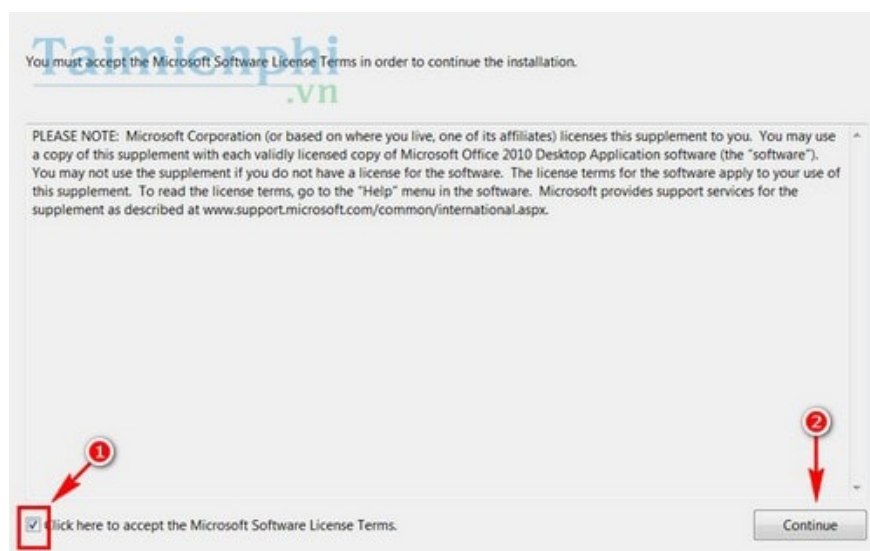 Taimienphi
.vn
You must accept the Microsoft Software License Terms in order to continue the installation.
PLEASE NOTE: Microsoft Corporation (or based on where you live, one of its affiliates) licenses this supplement to you. You may use
a copy of this supplement with each validly licensed copy of Microsoft Office 2010 Desktop Application software (the "software").
You may not use the supplement if you do not have a license for the software. The license terms for the software apply to your use of
this supplement. To read the license terms, go to the "Help" menu in the software. Microsoft provides support services for the
supplement as described at www.support.microsoft.com/common/international.aspx.
1
2
Click here to accept the Microsoft Software License Terms.
Continue